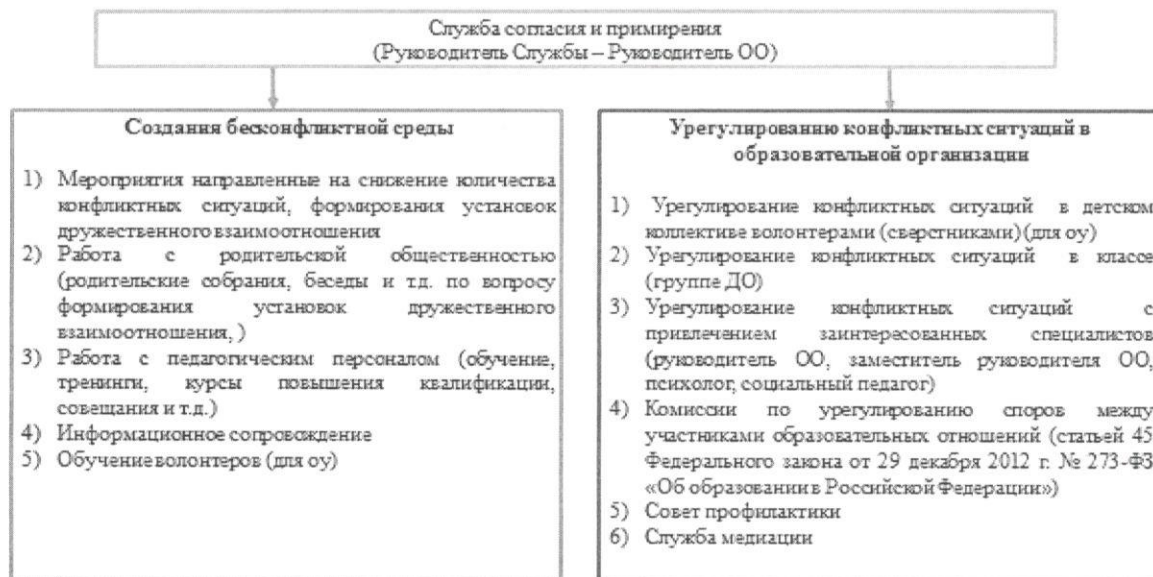 Служба согласия и примирения
(Руководитель Службы – Руководитель ОО)
Создания бесконфликтной среды
1) Мероприятия направленные на снижение количества
конфликтных ситуаций, формирования установок
дружественного взаимоотношения
2) Работа с родительской общественностью
(родительские собрания, беседы и т.д. по вопросу
формирования установок дружественного
взаимоотношения, )
3) Работа с педагогическим персоналом (обучение,
тренинги, курсы повышения квалификации,
совещания и т.д.)
4) Информационное сопровождение
5) Обучение волонтеров (для оу)
Урегулированию конфликтных ситуаций в
образовательной организации
1) Урегулирование конфликтных ситуаций в детском
коллективе волонтерами (сверстниками) (для оу)
2) Урегулирование конфликтных ситуаций в классе
(группе ДО)
3) Урегулирование конфликтных ситуаций с
привлечением заинтересованных специалистов
(руководитель ОО, заместитель руководителя ОО,
психолог, социальный педагог)
4) Комиссии по урегулированию споров между
участниками образовательных отношений (статьей 45
Федерального закона от 29 декабря 2012 г. № 273-ФЗ
«Об образовании в Российской Федерации»)
5) Совет профилактики
6) Служба медиации